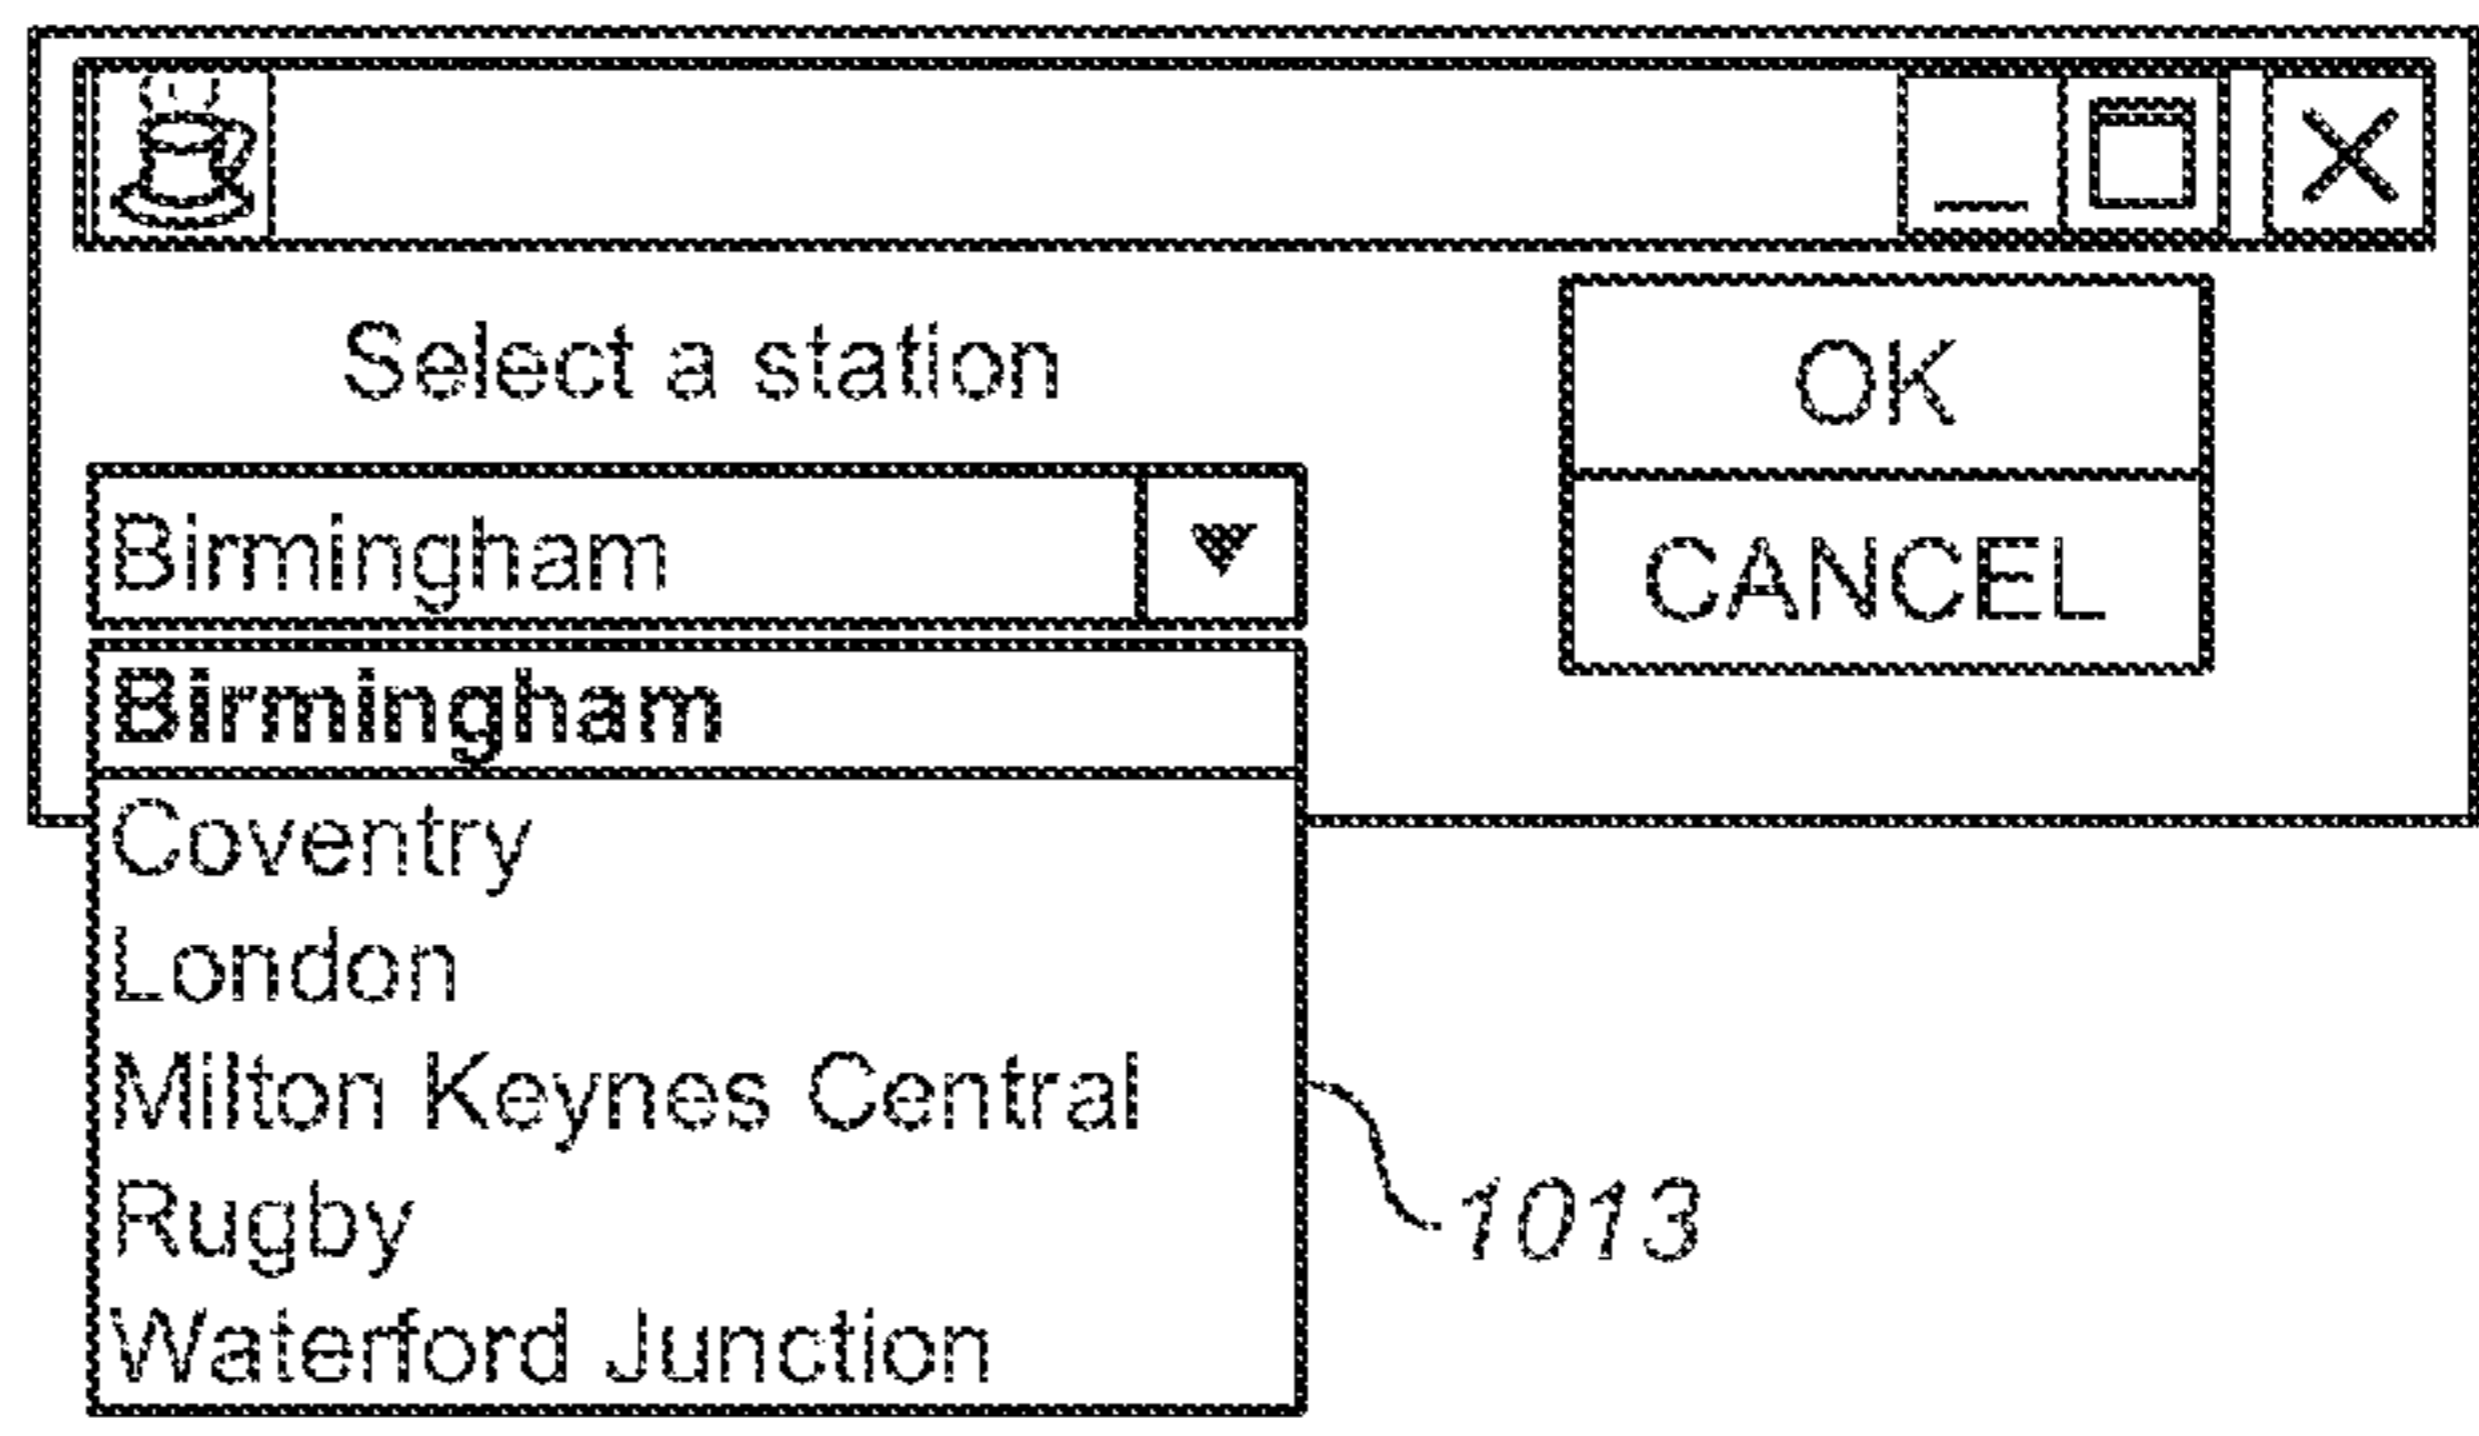 Select a station
OK
Birmingham
CANCEL
Birmingham
Coventry
London
Milton Keynes Central
Rugby
Waterford Junction
1013